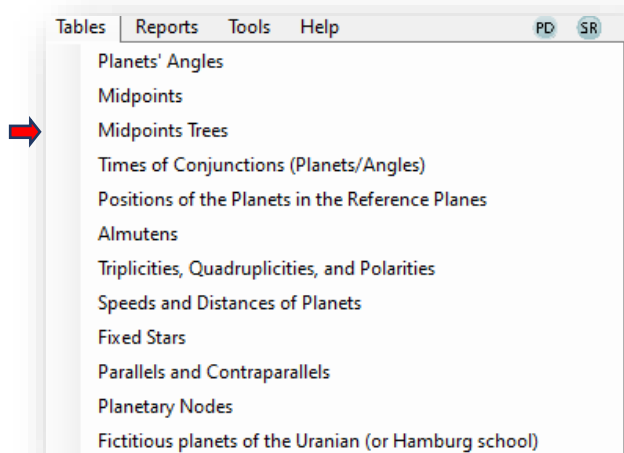 Tables Reports Tools Help PD SR
Planets' Angles
Midpoints
Midpoints Trees
Times of Conjunctions (Planets/Angles)
Positions of the Planets in the Reference Planes
Almutens
Triplicities, Quadruplicities, and Polarities
Speeds and Distances of Planets
Fixed Stars
Parallels and Contraparallels
Planetary Nodes
Fictitious planets of the Uranian (or Hamburg school)